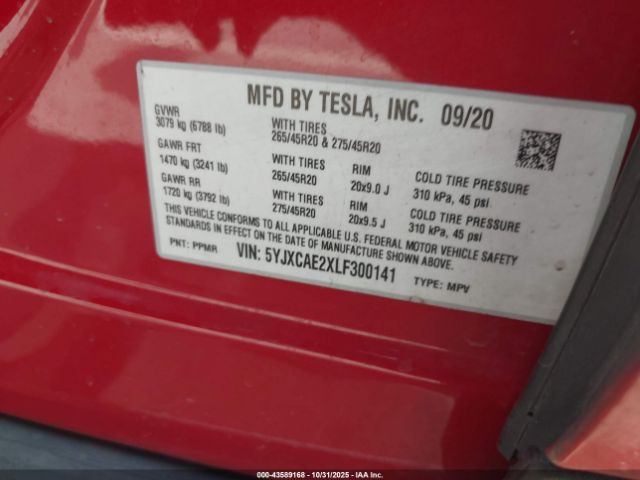 MFD BY TESLA, INC. 09/20
GVWR
3079 kg (6788 lb)
WITH TIRES
265/45R20 & 275/45R20
GAWR FRT
1470 kg (3241 lb)
WITH TIRES
265/45R20
RIM
20x9.0 J
COLD TIRE PRESSURE
310 kPa, 45 psi
GAWR RR
1720 kg (3792 lb)
WITH TIRES
275/45R20
RIM
20x9.5 J
COLD TIRE PRESSURE
310 kPa, 45 psi
THIS VEHICLE CONFORMS TO ALL APPLICABLE U.S. FEDERAL MOTOR VEHICLE SAFETY
STANDARDS IN EFFECT ON THE DATE OF MANUFACTURE SHOWN ABOVE.
PNT: PPMR VIN: 5YJXCAE2XLF300141 TYPE: MPV
000-43589168 - 10/31/2025 - IAA Inc.